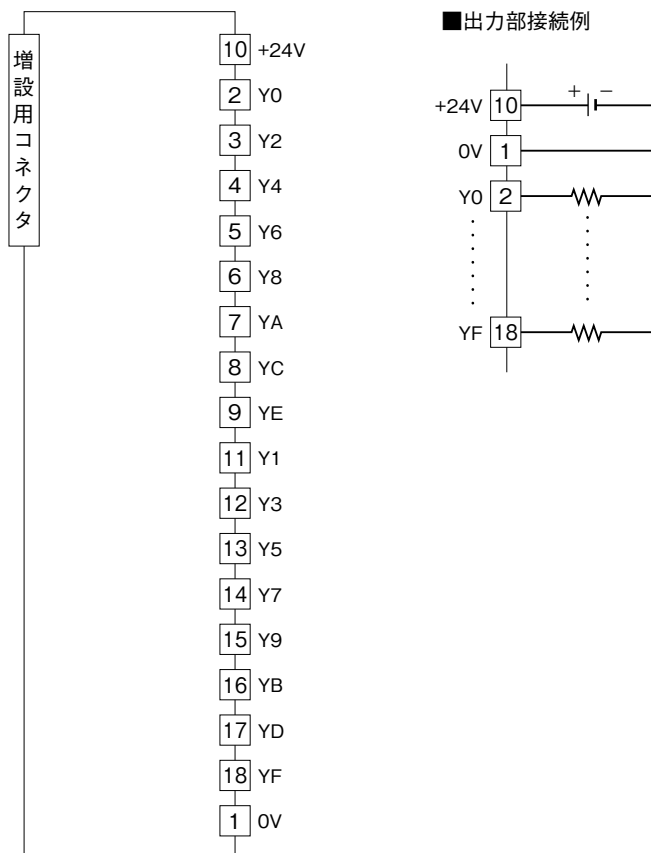 増設用コネクタ
10 +24V
2 Y0
3 Y2
4 Y4
5 Y6
6 Y8
7 YA
8 YC
9 YE
11 Y1
12 Y3
13 Y5
14 Y7
15 Y9
16 YB
17 YD
18 YF
1 0V
■出力部接続例
+ −
+24V 10
0V 1
Y0 2
YF 18